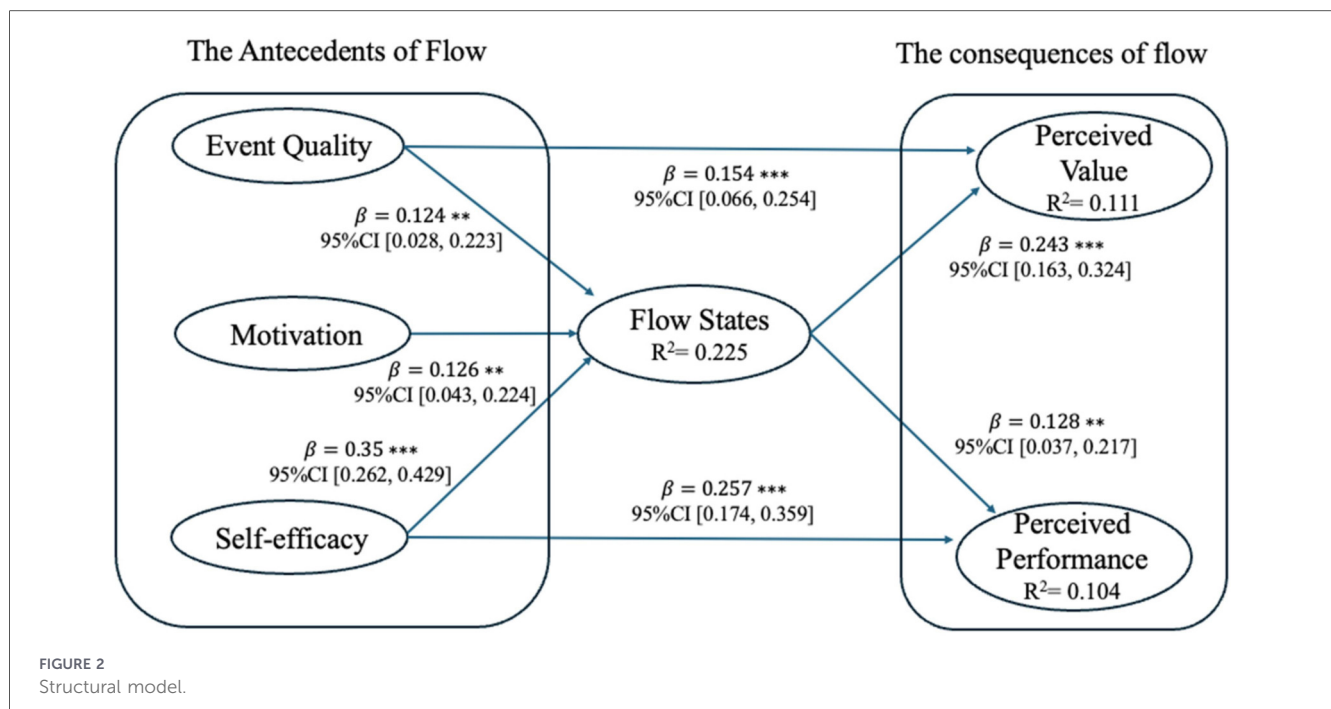 The Antecedents of Flow
The consequences of flow
Event Quality
Perceived
Value
R²= 0.111
β = 0.154 ***
95%CI [0.066, 0.254]
β = 0.124 **
95%CI [0.028, 0.223]
β = 0.243 ***
95%CI [0.163, 0.324]
Motivation
Flow States
R²= 0.225
β = 0.126 **
95%CI [0.043, 0.224]
β = 0.128 **
95%CI [0.037, 0.217]
β = 0.35 ***
95%CI [0.262, 0.429]
β = 0.257 ***
95%CI [0.174, 0.359]
Self-efficacy
Perceived
Performance
R²= 0.104
FIGURE 2
Structural model.